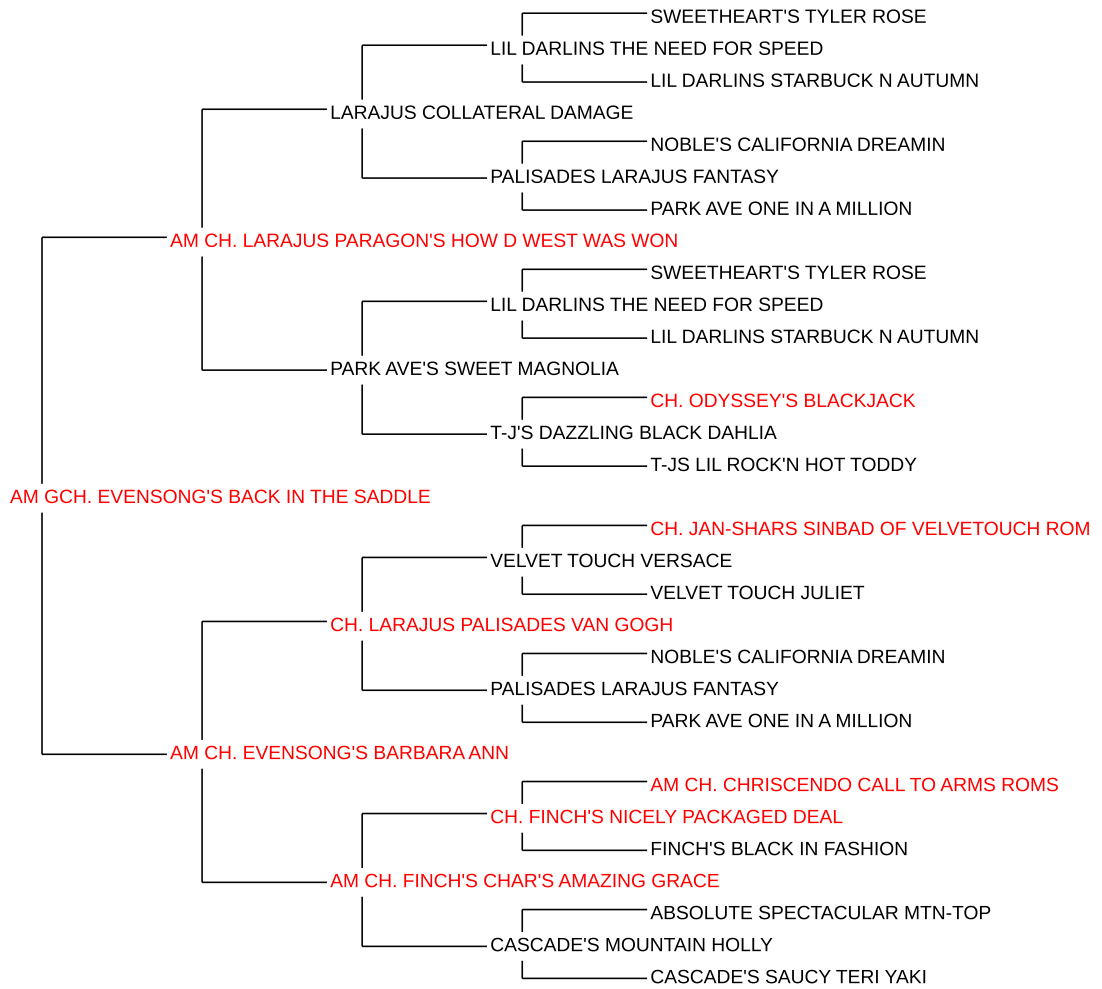 SWEETHEART'S TYLER ROSE
LIL DARLINS THE NEED FOR SPEED
LIL DARLINS STARBUCK N AUTUMN
LARAJUS COLLATERAL DAMAGE
NOBLE'S CALIFORNIA DREAMIN
PALISADES LARAJUS FANTASY
PARK AVE ONE IN A MILLION
AM CH. LARAJUS PARAGON'S HOW D WEST WAS WON
SWEETHEART'S TYLER ROSE
LIL DARLINS THE NEED FOR SPEED
LIL DARLINS STARBUCK N AUTUMN
PARK AVE'S SWEET MAGNOLIA
CH. ODYSSEY'S BLACKJACK
T-J'S DAZZLING BLACK DAHLIA
T-JS LIL ROCK'N HOT TODDY
AM GCH. EVENSONG'S BACK IN THE SADDLE
CH. JAN-SHARS SINBAD OF VELVETOUCH ROM
VELVET TOUCH VERSACE
VELVET TOUCH JULIET
CH. LARAJUS PALISADES VAN GOGH
NOBLE'S CALIFORNIA DREAMIN
PALISADES LARAJUS FANTASY
PARK AVE ONE IN A MILLION
AM CH. EVENSONG'S BARBARA ANN
AM CH. CHRISCENDO CALL TO ARMS ROMS
CH. FINCH'S NICELY PACKAGED DEAL
FINCH'S BLACK IN FASHION
AM CH. FINCH'S CHAR'S AMAZING GRACE
ABSOLUTE SPECTACULAR MTN-TOP
CASCADE'S MOUNTAIN HOLLY
CASCADE'S SAUCY TERI YAKI